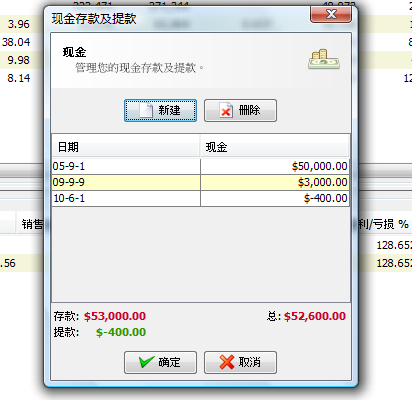 现金存款及提款
现金
管理您的现金存款及提款。
新建 删除
日期 现金
05-9-1 $50,000.00
09-9-9 $3,000.00
10-6-1 $-400.00
存款: $53,000.00 总: $52,600.00
提款: $-400.00
确定 取消
3.96
38.04
9.98
8.14
销售
利/亏损 %
128.652
.56 128.652